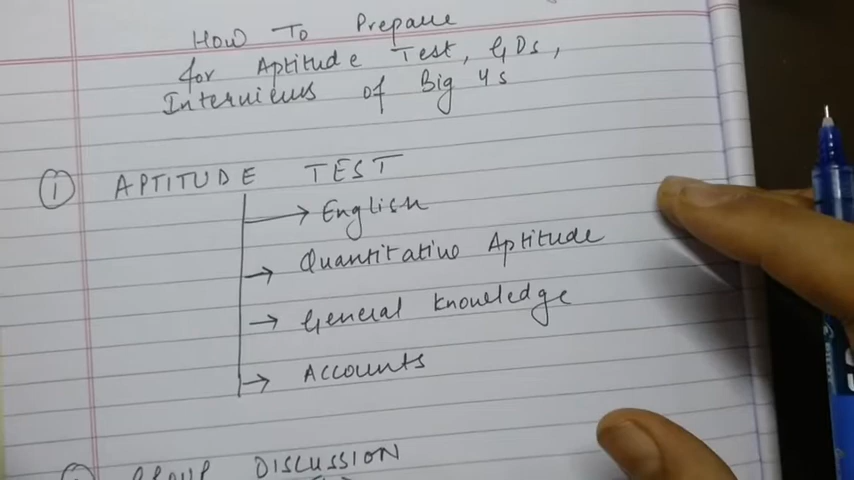 How To Prepare
for Aptitude Test, GDs,
Interviews of Big 4s
① APTITUDE TEST
→ English
→ Quantitative Aptitude
→ General Knowledge
→ Accounts
GROUP DISCUSSION